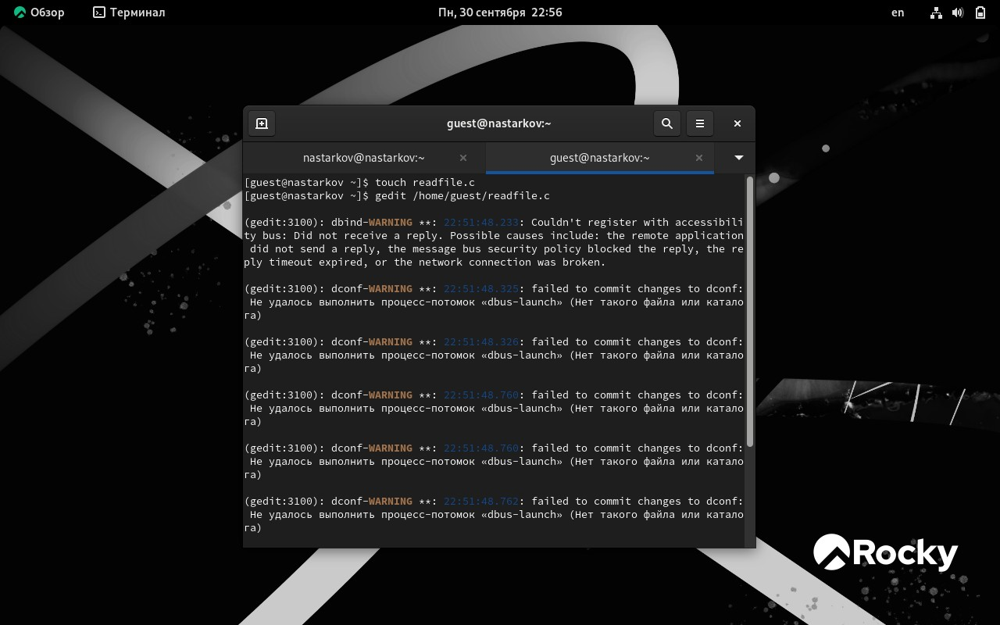 Обзор
Терминал
Пн, 30 сентября 22:56
en
guest@nastarkov:~
nastarkov@nastarkov:~
guest@nastarkov:~
[guest@nastarkov ~]$ touch readfile.c
[guest@nastarkov ~]$ gedit /home/guest/readfile.c
(gedit:3100): dbind-WARNING **: 22:51:48.233: Couldn't register with accessibili
ty bus: Did not receive a reply. Possible causes include: the remote application
did not send a reply, the message bus security policy blocked the reply, the re
ply timeout expired, or the network connection was broken.
(gedit:3100): dconf-WARNING **: 22:51:48.325: failed to commit changes to dconf:
Не удалось выполнить процесс-потомок «dbus-launch» (Нет такого файла или катало
га)
(gedit:3100): dconf-WARNING **: 22:51:48.326: failed to commit changes to dconf:
Не удалось выполнить процесс-потомок «dbus-launch» (Нет такого файла или катало
га)
(gedit:3100): dconf-WARNING **: 22:51:48.760: failed to commit changes to dconf:
Не удалось выполнить процесс-потомок «dbus-launch» (Нет такого файла или катало
га)
(gedit:3100): dconf-WARNING **: 22:51:48.760: failed to commit changes to dconf:
Не удалось выполнить процесс-потомок «dbus-launch» (Нет такого файла или катало
га)
(gedit:3100): dconf-WARNING **: 22:51:48.762: failed to commit changes to dconf:
Не удалось выполнить процесс-потомок «dbus-launch» (Нет такого файла или катало
га)
Rocky